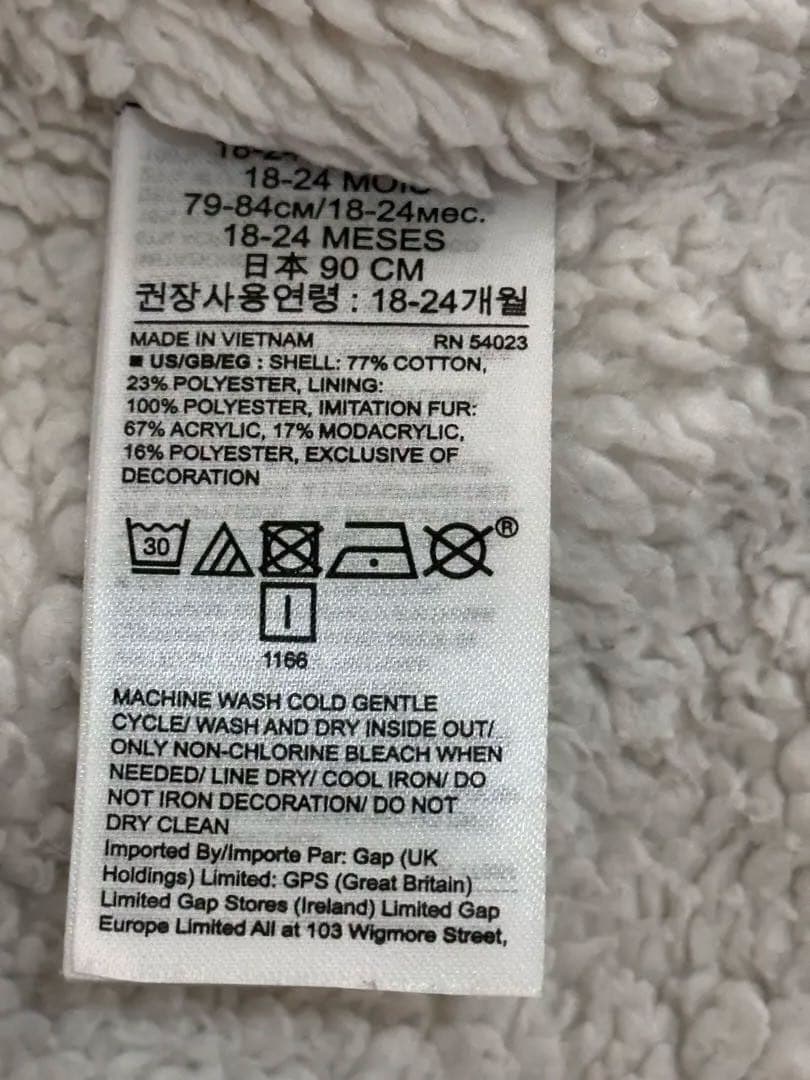 18-24
18-24 MOIS
79-84см/18-24мес.
18-24 MESES
日本 90 CM
권장사용연령 : 18-24개월
MADE IN VIETNAM RN 54023
■ US/GB/EG : SHELL: 77% COTTON,
23% POLYESTER, LINING:
100% POLYESTER, IMITATION FUR:
67% ACRYLIC, 17% MODACRYLIC,
16% POLYESTER, EXCLUSIVE OF
DECORATION
30
®
1166
MACHINE WASH COLD GENTLE
CYCLE/ WASH AND DRY INSIDE OUT/
ONLY NON-CHLORINE BLEACH WHEN
NEEDED/ LINE DRY/ COOL IRON/ DO
NOT IRON DECORATION/ DO NOT
DRY CLEAN
Imported By/Importe Par: Gap (UK
Holdings) Limited: GPS (Great Britain)
Limited Gap Stores (Ireland) Limited Gap
Europe Limited All at 103 Wigmore Street,